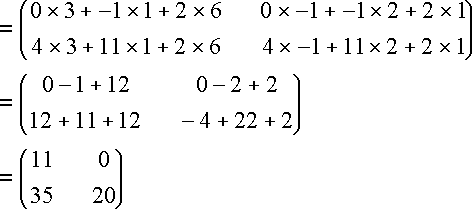 = (0 × 3 + −1 × 1 + 2 × 6   0 × −1 + −1 × 2 + 2 × 1
4 × 3 + 11 × 1 + 2 × 6   4 × −1 + 11 × 2 + 2 × 1)
= (0 − 1 + 12   0 − 2 + 2
12 + 11 + 12   − 4 + 22 + 2)
= (11   0
35   20)